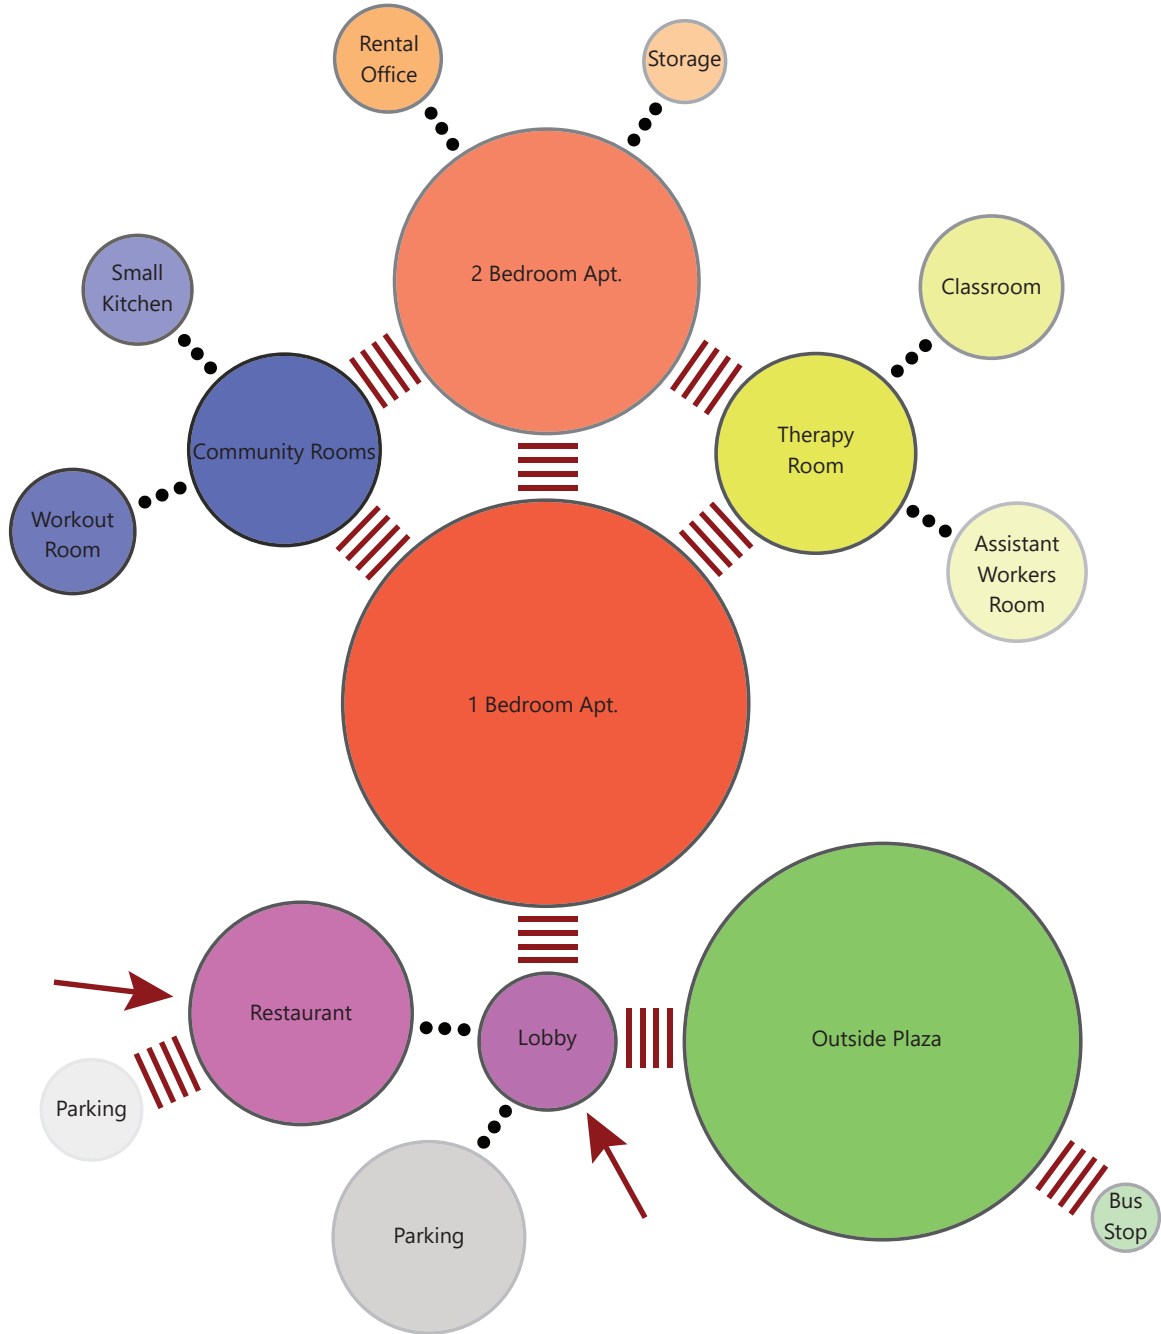 Rental
Office
Storage
2 Bedroom Apt.
Small
Kitchen
Classroom
Community Rooms
Therapy
Room
Workout
Room
Assistant
Workers
Room
1 Bedroom Apt.
Restaurant
Lobby
Outside Plaza
Parking
Parking
Bus
Stop